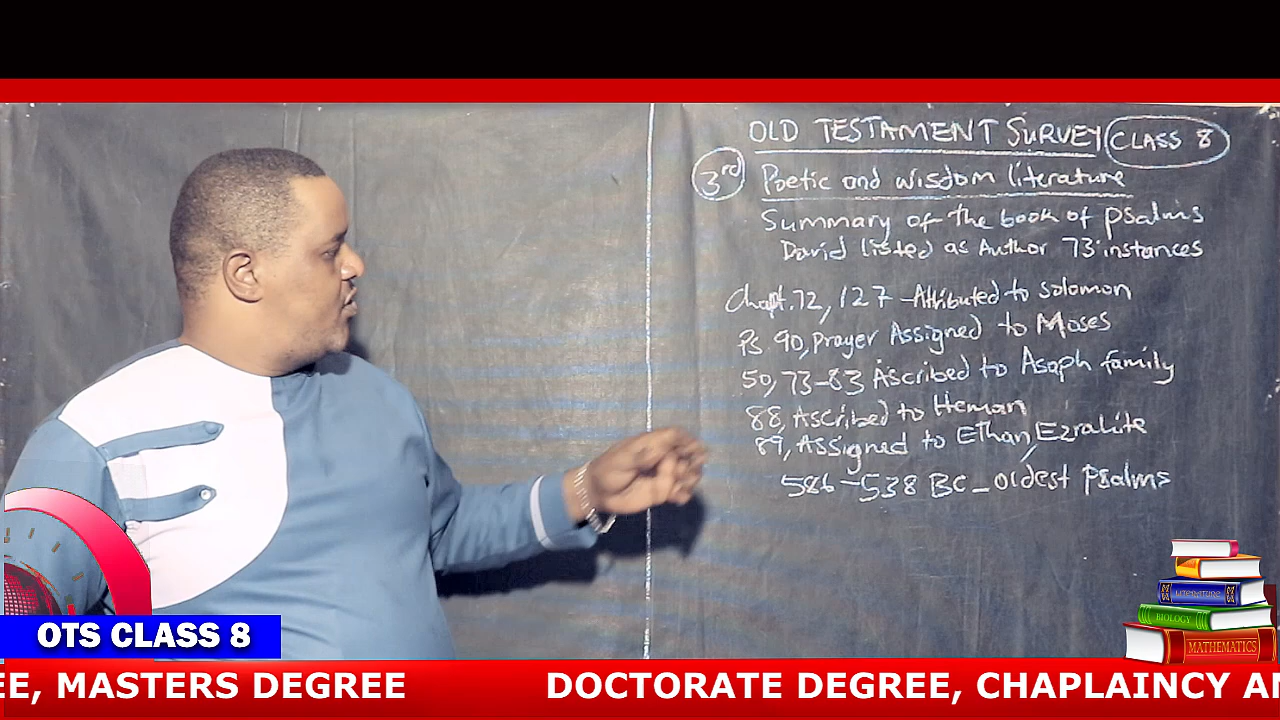 OLD TESTAMENT SURVEY CLASS 8
3rd Poetic and wisdom literature
Summary of the book of psalms
David listed as Author 73 instances
Chapt. 72, 127 - Attributed to solomon
Ps. 90, Prayer Assigned to Moses
50, 73-83 Ascribed to Asaph family
88, Ascribed to Heman
89, Assigned to Ethan, Ezralite
586-538 BC - oldest Psalms
LITERATURE
BIOLOGY
MATHEMATICS
OTS CLASS 8
EE, MASTERS DEGREE DOCTORATE DEGREE, CHAPLAINCY AN